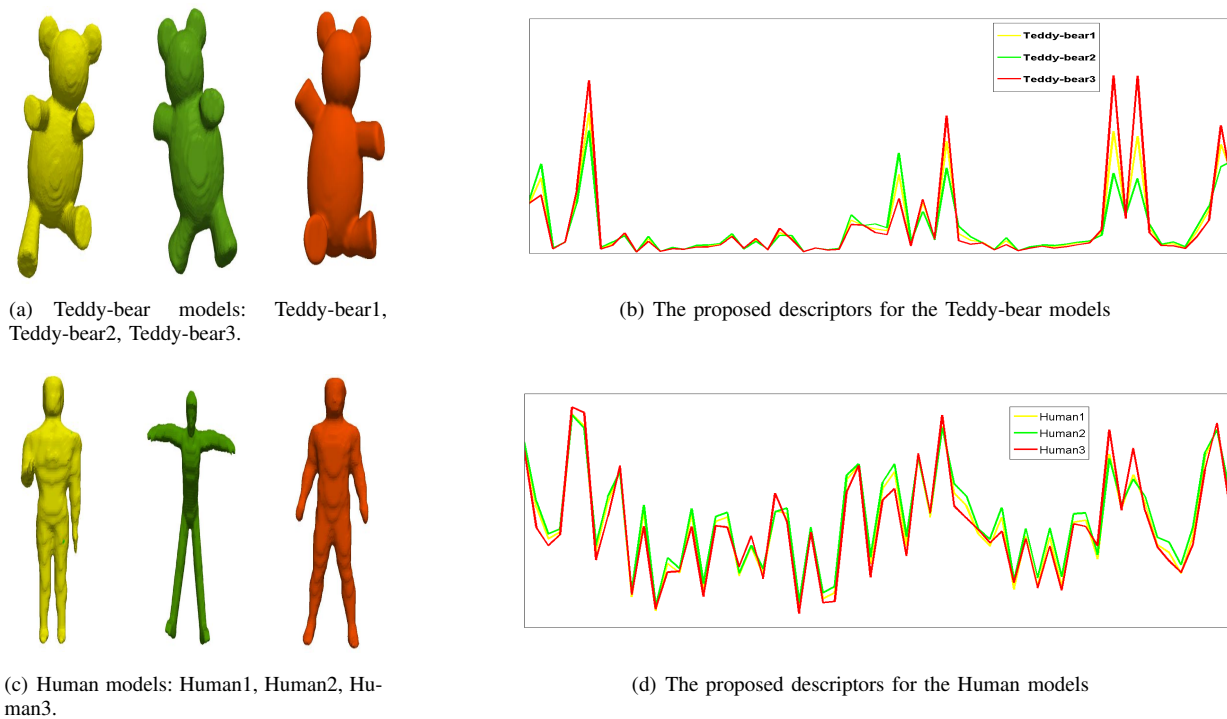 Teddy-bear1
Teddy-bear2
Teddy-bear3
(a) Teddy-bear models: Teddy-bear1,
Teddy-bear2, Teddy-bear3.
(b) The proposed descriptors for the Teddy-bear models
Human1
Human2
Human3
(c) Human models: Human1, Human2, Hu-
man3.
(d) The proposed descriptors for the Human models